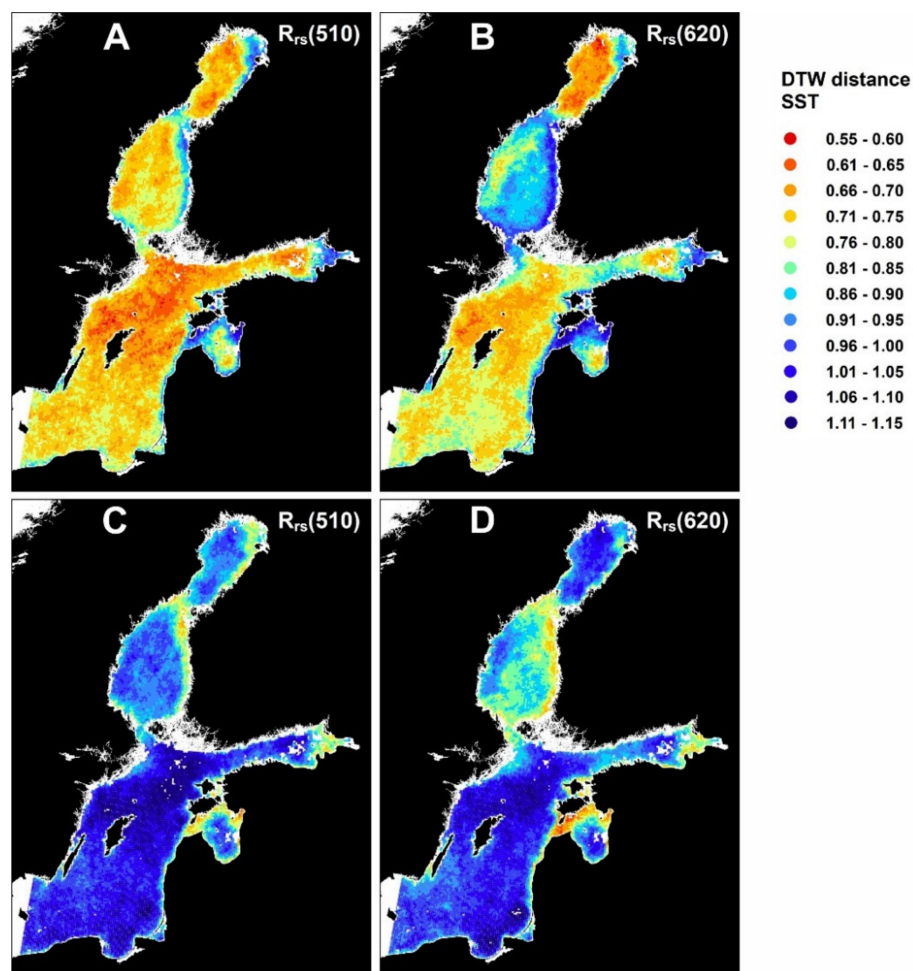 A
Rrs(510)
B
Rrs(620)
DTW distance
SST
0.55 - 0.60
0.61 - 0.65
0.66 - 0.70
0.71 - 0.75
0.76 - 0.80
0.81 - 0.85
0.86 - 0.90
0.91 - 0.95
0.96 - 1.00
1.01 - 1.05
1.06 - 1.10
1.11 - 1.15
C
Rrs(510)
D
Rrs(620)